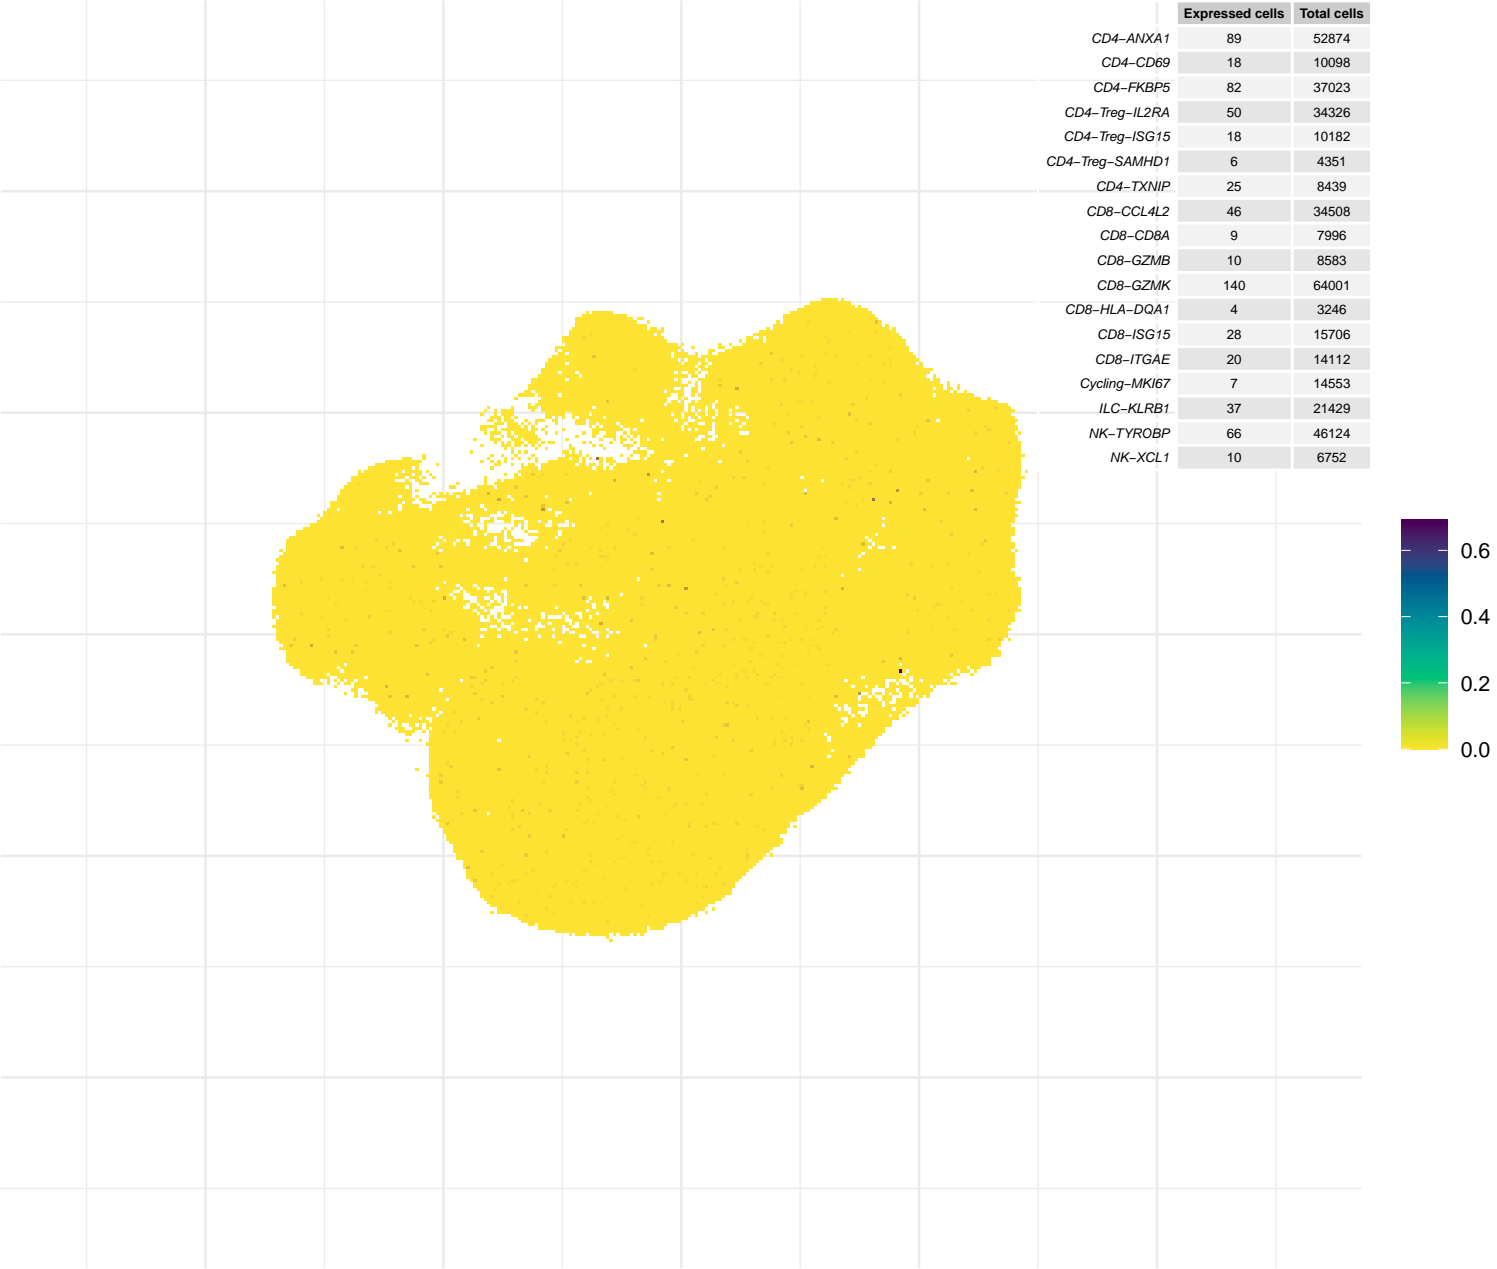 Expressed cells Total cells
CD4−ANXA1 89 52874
CD4−CD69 18 10098
CD4−FKBP5 82 37023
CD4−Treg−IL2RA 50 34326
CD4−Treg−ISG15 18 10182
CD4−Treg−SAMHD1 6 4351
CD4−TXNIP 25 8439
CD8−CCL4L2 46 34508
CD8−CD8A 9 7996
CD8−GZMB 10 8583
CD8−GZMK 140 64001
CD8−HLA−DQA1 4 3246
CD8−ISG15 28 15706
CD8−ITGAE 20 14112
Cycling−MKI67 7 14553
ILC−KLRB1 37 21429
NK−TYROBP 66 46124
NK−XCL1 10 6752
0.6
0.4
0.2
0.0